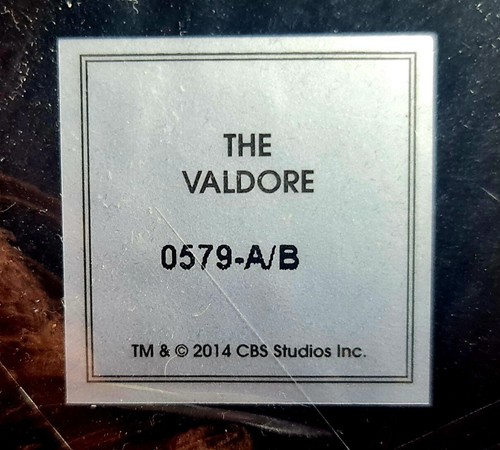 THE
VALDORE
0579-A/B
TM & © 2014 CBS Studios Inc.